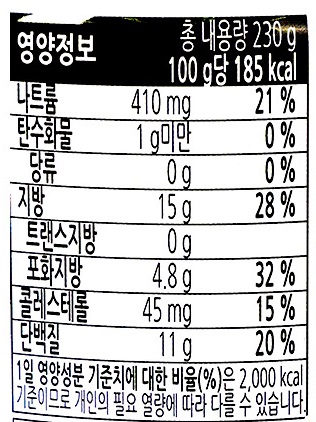 영양정보 총 내용량 230 g
100 g당 185 kcal
나트륨 410 mg 21 %
탄수화물 1 g미만 0 %
당류 0 g 0 %
지방 15 g 28 %
트랜스지방 0 g
포화지방 4.8 g 32 %
콜레스테롤 45 mg 15 %
단백질 11 g 20 %
1일 영양성분 기준치에 대한 비율(%)은 2,000 kcal
기준이므로 개인의 필요 열량에 따라 다를 수 있습니다.